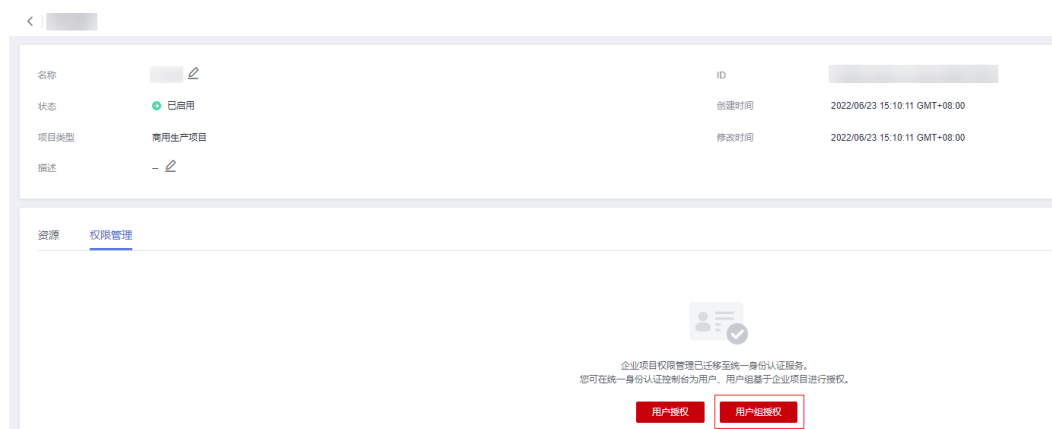 名称
ID
状态 已启用
创建时间 2022/06/23 15:10:11 GMT+08:00
项目类型 商用生产项目
修改时间 2022/06/23 15:10:11 GMT+08:00
描述 --
资源 权限管理
企业项目权限管理已迁移至统一身份认证服务。
您可在统一身份认证控制台为用户、用户组基于企业项目进行授权。
用户授权 用户组授权